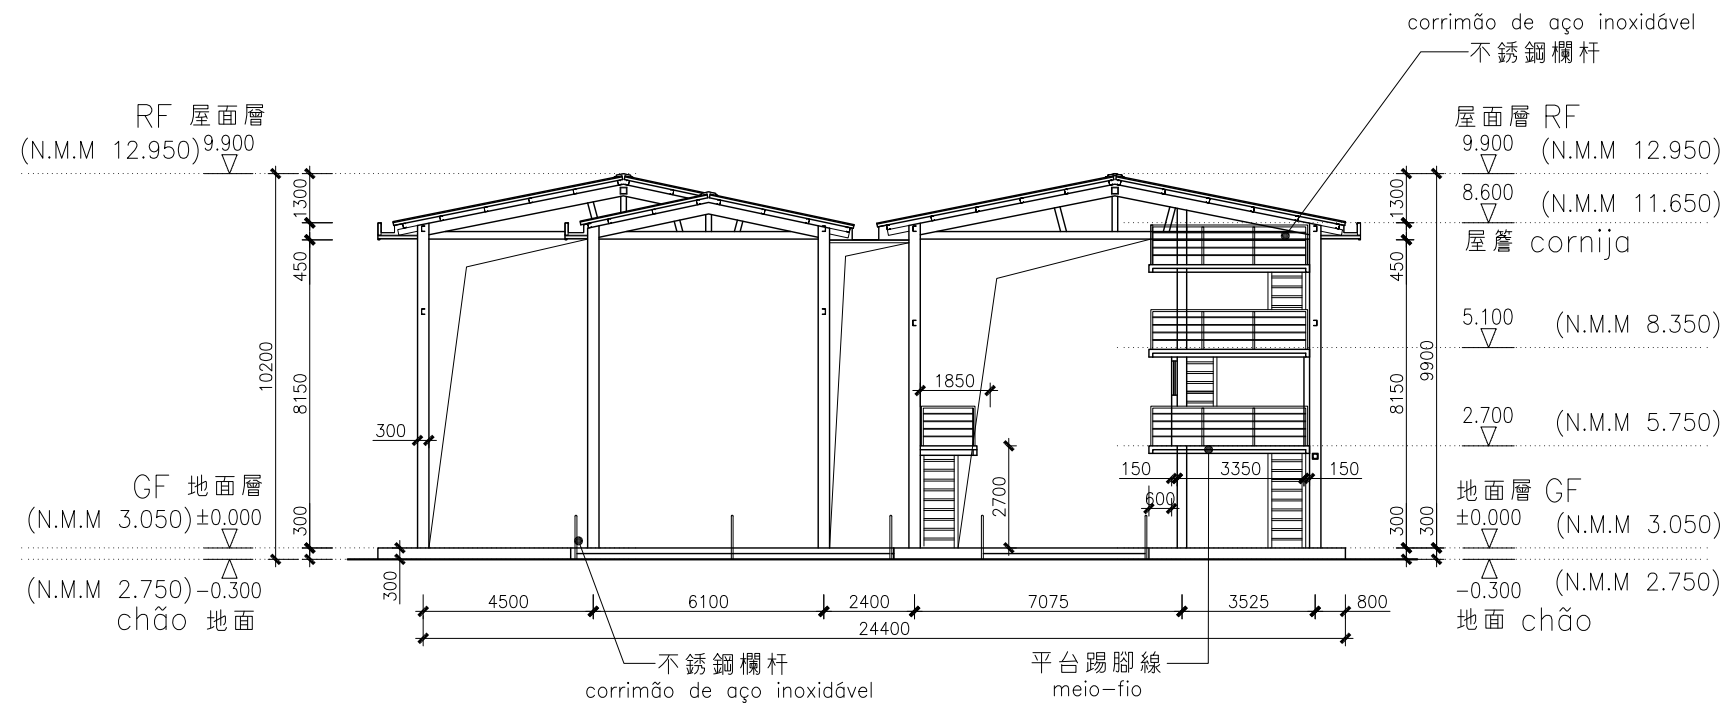 corrimão de aço inoxidável
不銹鋼欄杆
RF 屋面層
(N.M.M 12.950) 9.900
屋面層 RF
9.900 (N.M.M 12.950)
8.600 (N.M.M 11.650)
屋簷 cornija
5.100 (N.M.M 8.350)
2.700 (N.M.M 5.750)
GF 地面層
(N.M.M 3.050) ±0.000
(N.M.M 2.750) -0.300
chão 地面
地面層 GF
±0.000 (N.M.M 3.050)
-0.300 (N.M.M 2.750)
地面 chão
10200
1300
450
8150
300
300
300
1850
2700
150
3350
150
600
1300
450
8150
300
9900
300
4500
6100
2400
7075
3525
800
24400
不銹鋼欄杆
corrimão de aço inoxidável
平台踢腳線
meio-fio